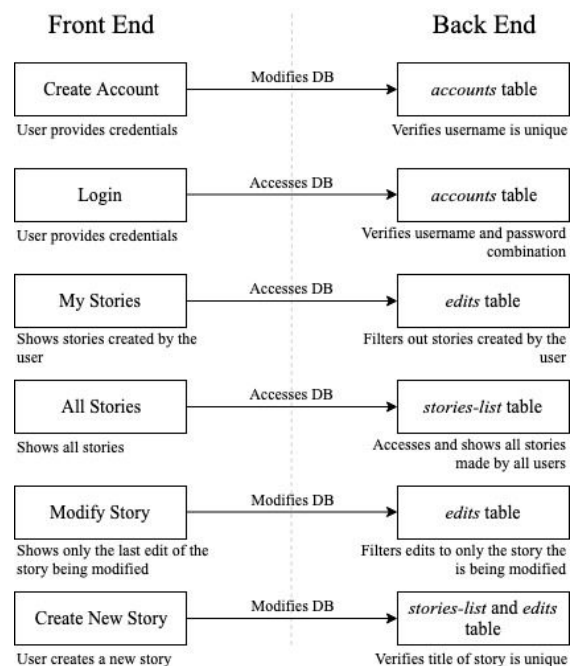 Front End
Back End
Create Account
Modifies DB
accounts table
User provides credentials
Verifies username is unique
Login
Accesses DB
accounts table
User provides credentials
Verifies username and password
combination
My Stories
Accesses DB
edits table
Shows stories created by the
user
Filters out stories created by the
user
All Stories
Accesses DB
stories-list table
Shows all stories
Accesses and shows all stories
made by all users
Modify Story
Modifies DB
edits table
Shows only the last edit of the
story being modified
Filters edits to only the story the
is being modified
Create New Story
Modifies DB
stories-list and edits
table
User creates a new story
Verifies title of story is unique